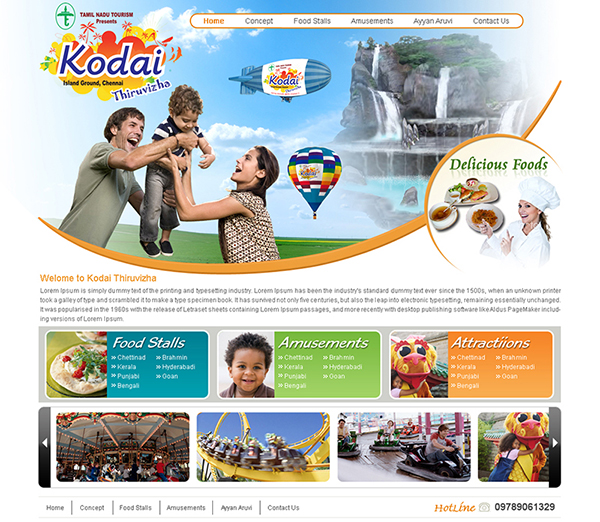 TAMIL NADU TOURISM
Presents
Kodai
Island Ground, Chennai
Thiruvizha
Home Concept Food Stalls Amusements Ayyan Aruvi Contact Us
Kodai
Delicious Foods
Welome to Kodai Thiruvizha
Lorem Ipsum is simply dummy text of the printing and typesetting industry. Lorem Ipsum has been the industry's standard dummy text ever since the 1500s, when an unknown printer
took a galley of type and scrambled it to make a type specimen book. It has survived not only five centuries, but also the leap into electronic typesetting, remaining essentially unchanged.
It was popularised in the 1960s with the release of Letraset sheets containing Lorem Ipsum passages, and more recently with desktop publishing software like Aldus PageMaker includ-
ing versions of Lorem Ipsum.
Food Stalls
» Chettinad » Brahmin
» Kerala » Hyderabadi
» Punjabi » Goan
» Bengali
Amusements
» Chettinad » Brahmin
» Kerala » Hyderabadi
» Punjabi » Goan
» Bengali
Attractiions
» Chettinad » Brahmin
» Kerala » Hyderabadi
» Punjabi » Goan
» Bengali
Home Concept Food Stalls Amusements Ayyan Aruvi Contact Us
HotLine 09789061329